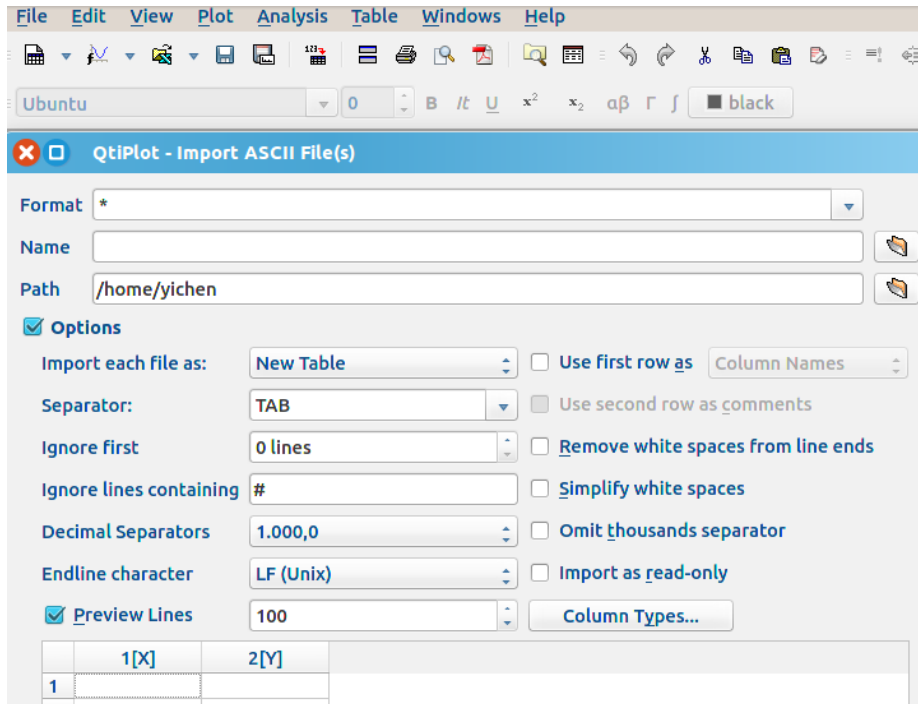 File Edit View Plot Analysis Table Windows Help
Ubuntu 0 B It U x² x₂ αβ Γ ∫ black
QtiPlot - Import ASCII File(s)
Format *
Name
Path /home/yichen
Options
Import each file as: New Table Use first row as Column Names
Separator: TAB Use second row as comments
Ignore first 0 lines Remove white spaces from line ends
Ignore lines containing # Simplify white spaces
Decimal Separators 1.000,0 Omit thousands separator
Endline character LF (Unix) Import as read-only
Preview Lines 100 Column Types...
1[X] 2[Y]
1